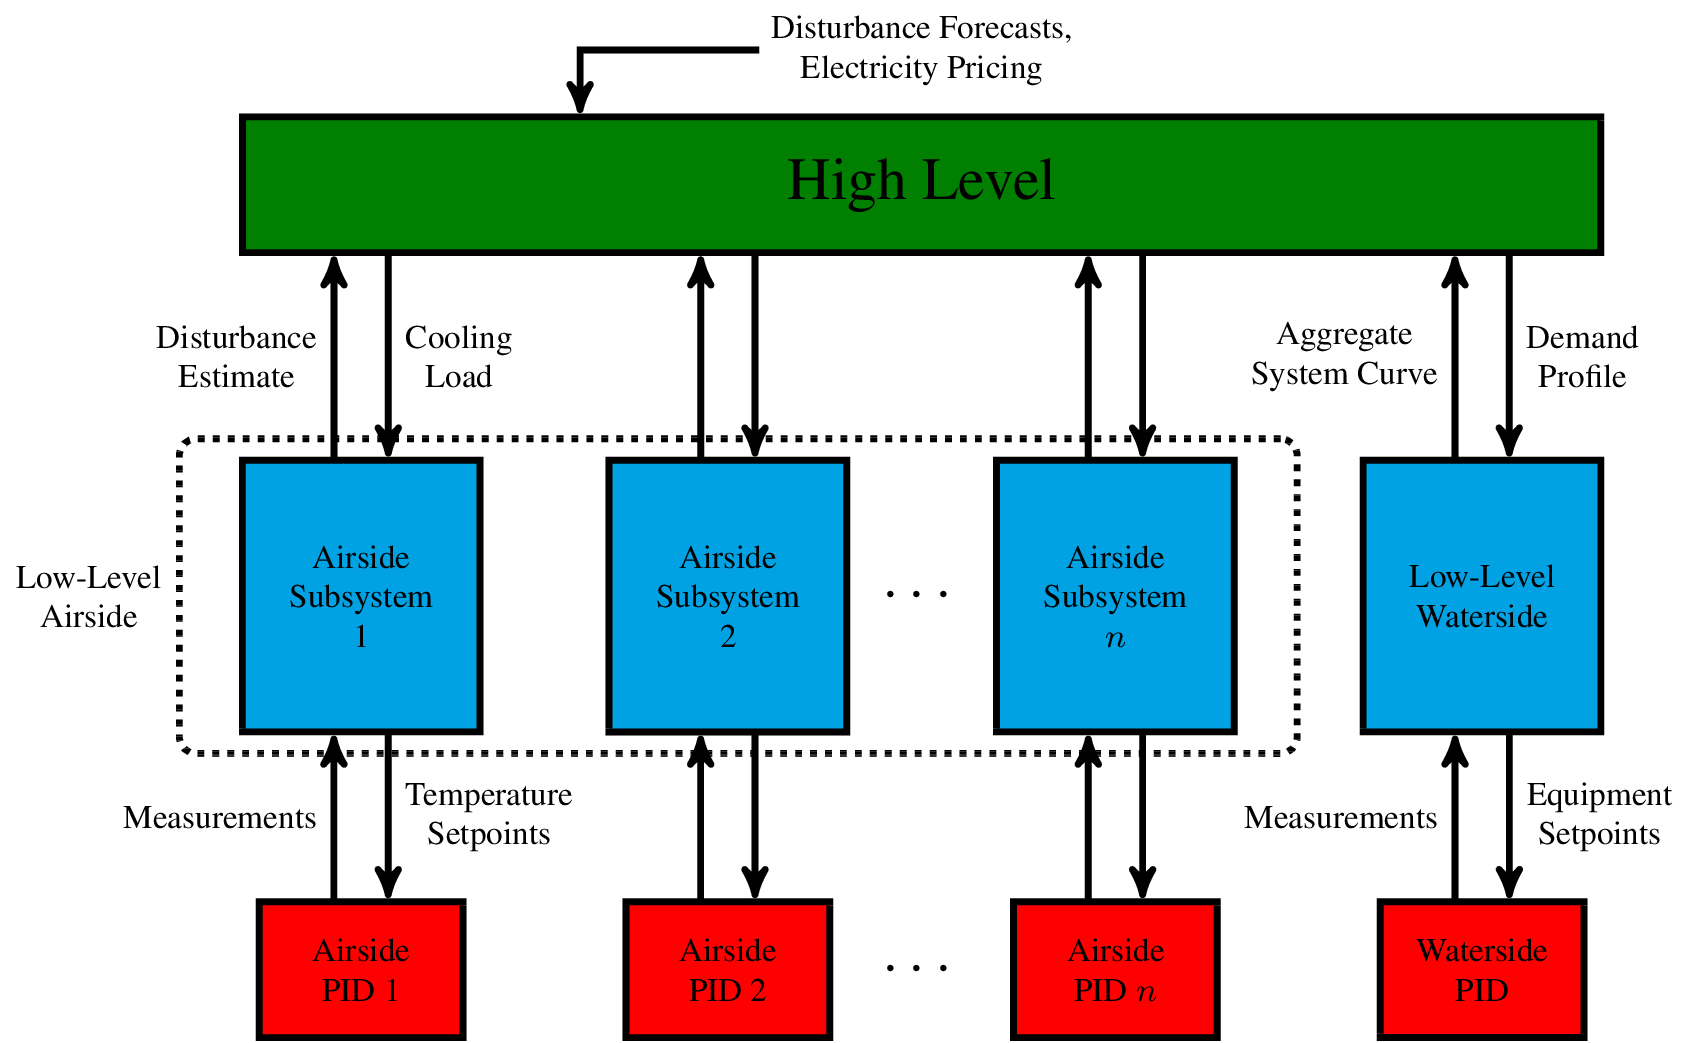 Disturbance Forecasts,
Electricity Pricing
High Level
Disturbance
Estimate
Cooling
Load
Aggregate
System Curve
Demand
Profile
Low-Level
Airside
Airside
Subsystem
1
Airside
Subsystem
2
. . .
Airside
Subsystem
n
Low-Level
Waterside
Measurements
Temperature
Setpoints
Measurements
Equipment
Setpoints
Airside
PID 1
Airside
PID 2
. . .
Airside
PID n
Waterside
PID